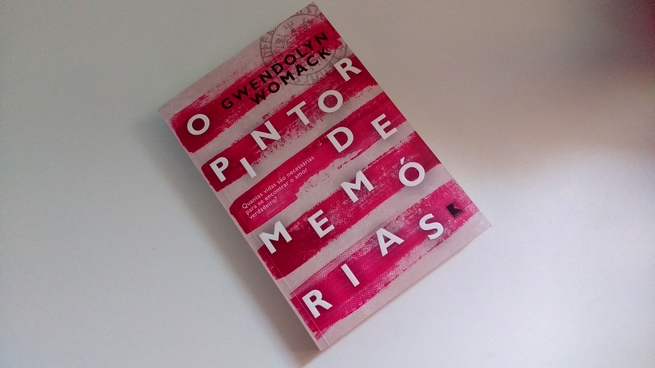 GWENDOLYN
WOMACK
O
PINTOR
DE
Quantas vidas são necessárias
para se encontrar o amor
verdadeiro?
MEMÓ
RIAS